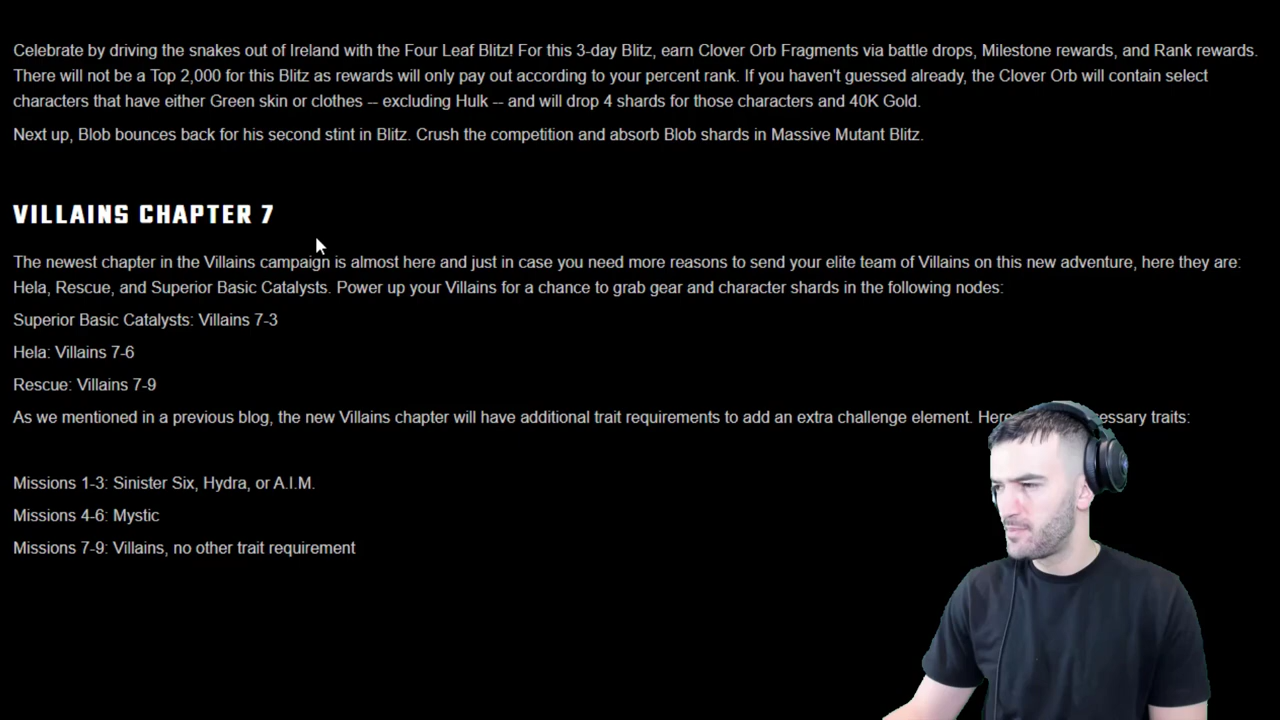 Celebrate by driving the snakes out of Ireland with the Four Leaf Blitz! For this 3-day Blitz, earn Clover Orb Fragments via battle drops, Milestone rewards, and Rank rewards.
There will not be a Top 2,000 for this Blitz as rewards will only pay out according to your percent rank. If you haven't guessed already, the Clover Orb will contain select
characters that have either Green skin or clothes -- excluding Hulk -- and will drop 4 shards for those characters and 40K Gold.
Next up, Blob bounces back for his second stint in Blitz. Crush the competition and absorb Blob shards in Massive Mutant Blitz.
VILLAINS CHAPTER 7
The newest chapter in the Villains campaign is almost here and just in case you need more reasons to send your elite team of Villains on this new adventure, here they are:
Hela, Rescue, and Superior Basic Catalysts. Power up your Villains for a chance to grab gear and character shards in the following nodes:
Superior Basic Catalysts: Villains 7-3
Hela: Villains 7-6
Rescue: Villains 7-9
As we mentioned in a previous blog, the new Villains chapter will have additional trait requirements to add an extra challenge element. Here traits:
Missions 1-3: Sinister Six, Hydra, or A.I.M.
Missions 4-6: Mystic
Missions 7-9: Villains, no other trait requirement